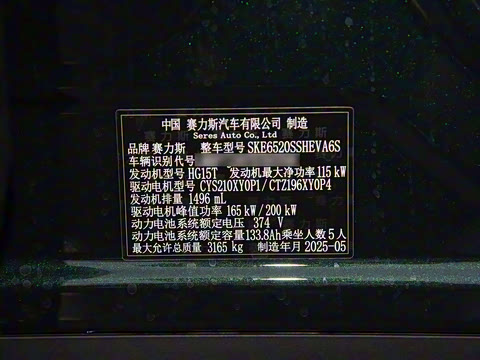 中国 赛力斯汽车有限公司 制造
Seres Auto Co., Ltd
品牌 赛力斯 整车型号 SKE6520SSHEVA6S
车辆识别代号
发动机型号 HG15T 发动机最大净功率 115 kW
驱动电机型号 CYS210XY0P1/CTZ196XY0P4
发动机排量 1496 mL
驱动电机峰值功率 165 kW/200 kW
动力电池系统额定电压 374 V
动力电池系统额定容量 133.8Ah 乘坐人数 5 人
最大允许总质量 3165 kg 制造年月 2025-05